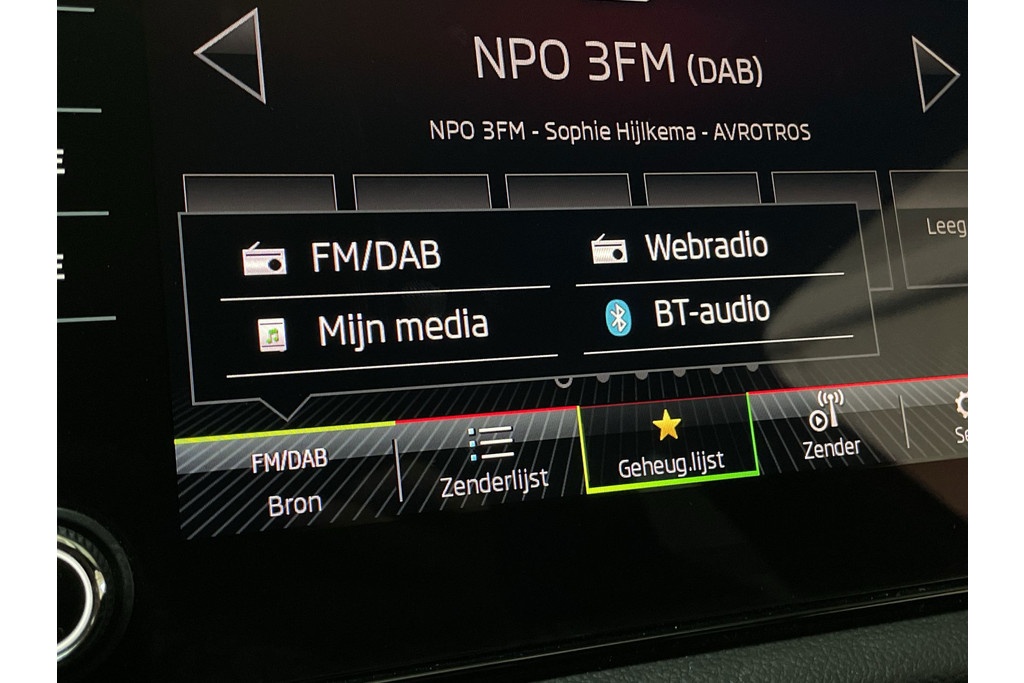 NPO 3FM (DAB)
NPO 3FM - Sophie Hijlkema - AVROTROS
Leeg
FM/DAB
Webradio
Mijn media
BT-audio
FM/DAB
Bron
Zenderlijst
Geheug.lijst
Zender